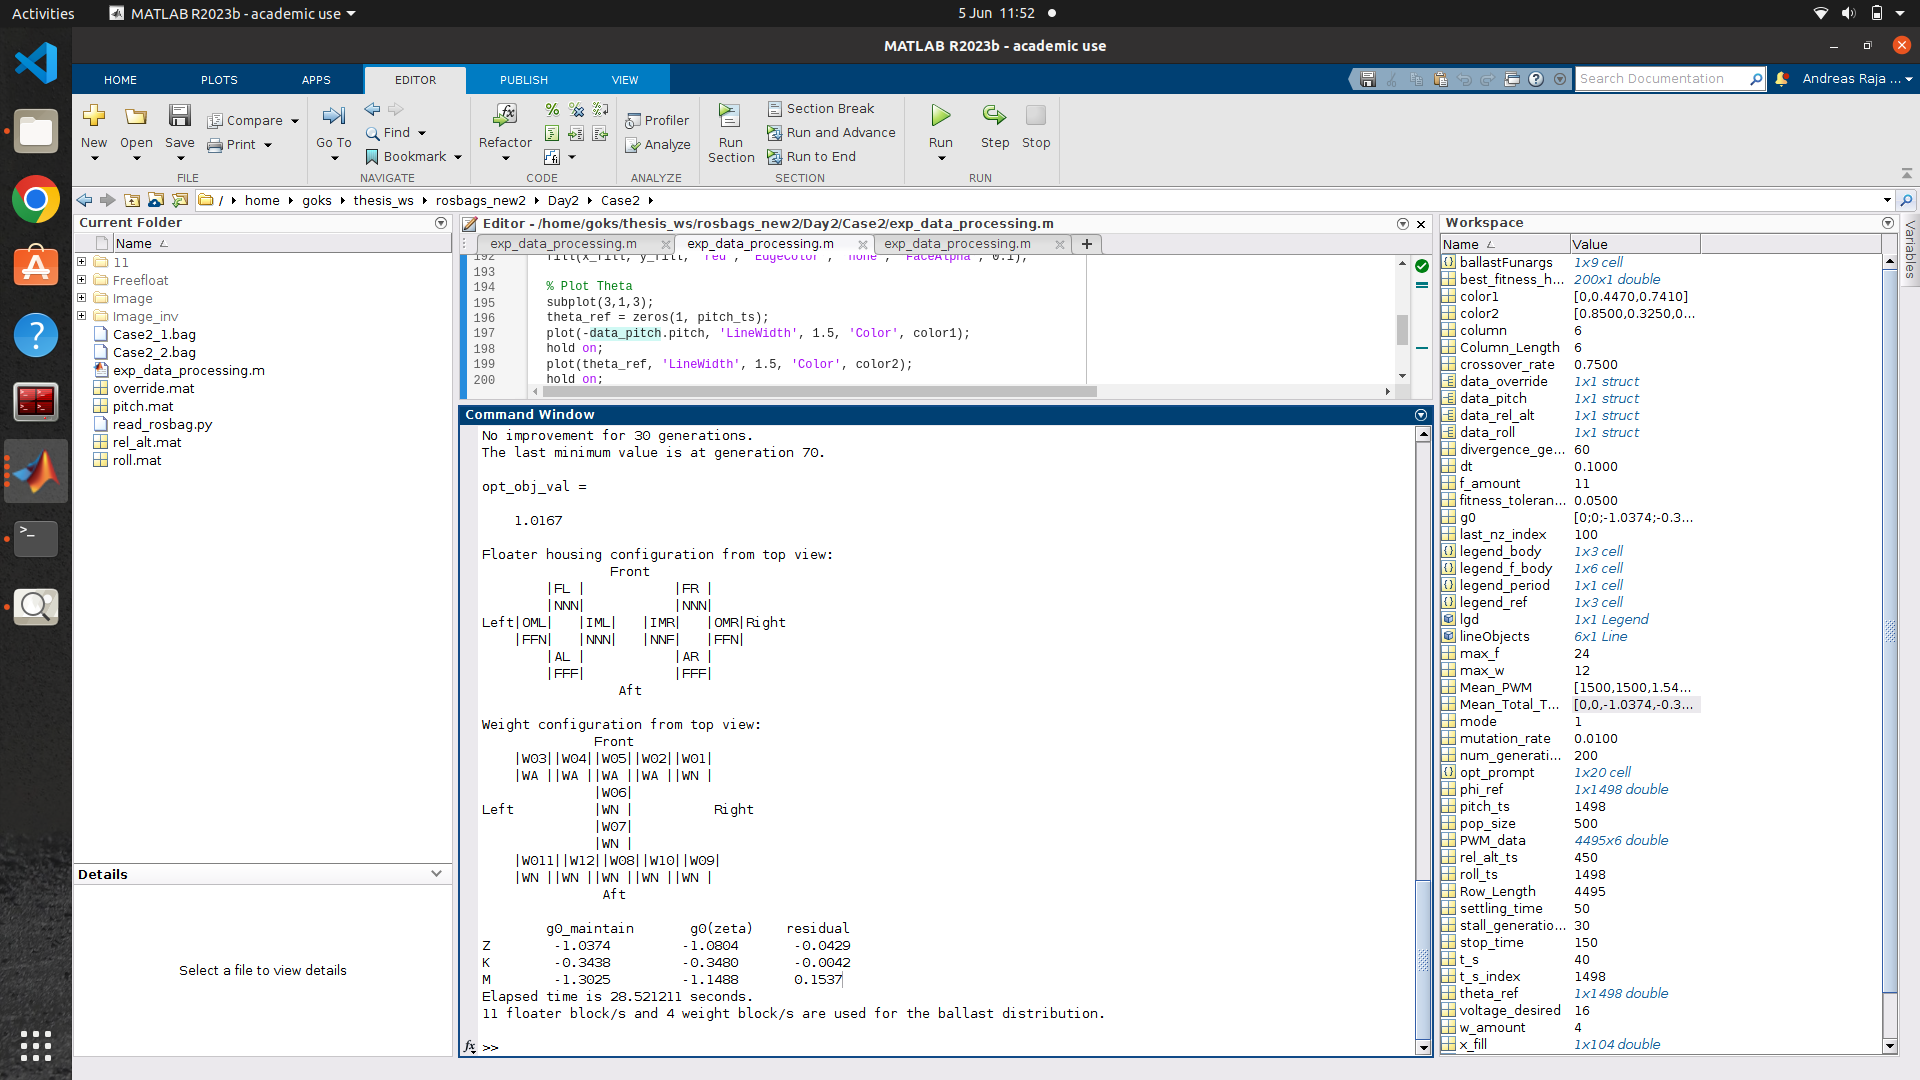 Activities MATLAB R2023b - academic use 5 Jun 11:52
MATLAB R2023b - academic use
HOME PLOTS APPS EDITOR PUBLISH VIEW Search Documentation Andreas Raja ...
New Open Save Compare Print Go To Find Bookmark Refactor Profiler Analyze Run Section Section Break Run and Advance Run to End Run Step Stop
FILE NAVIGATE CODE ANALYZE SECTION RUN
/ home goks thesis_ws rosbags_new2 Day2 Case2
Current Folder
Name
11
Freefloat
Image
Image_inv
Case2_1.bag
Case2_2.bag
exp_data_processing.m
override.mat
pitch.mat
read_rosbag.py
rel_alt.mat
roll.mat
Details
Select a file to view details
Editor - /home/goks/thesis_ws/rosbags_new2/Day2/Case2/exp_data_processing.m
exp_data_processing.m exp_data_processing.m exp_data_processing.m +
192 fill(x_fill, y_fill, 'red', 'EdgeColor', 'none', 'FaceAlpha', 0.1);
193
194 % Plot Theta
195 subplot(3,1,3);
196 theta_ref = zeros(1, pitch_ts);
197 plot(-data_pitch.pitch, 'LineWidth', 1.5, 'Color', color1);
198 hold on;
199 plot(theta_ref, 'LineWidth', 1.5, 'Color', color2);
200 hold on;
Command Window
No improvement for 30 generations.
The last minimum value is at generation 70.
opt_obj_val =
1.0167
Floater housing configuration from top view:
Front
|FL | |FR |
|NNN| |NNN|
Left|OML| |IML| |IMR| |OMR|Right
|FFN| |NNN| |NNF| |FFN|
|AL | |AR |
|FFF| |FFF|
Aft
Weight configuration from top view:
Front
|W03||W04||W05||W02||W01|
|WA ||WA ||WA ||WA ||WN |
|W06|
Left |WN | Right
|W07|
|WN |
|W011||W12||W08||W10||W09|
|WN ||WN ||WN ||WN ||WN |
Aft
g0_maintain g0(zeta) residual
Z -1.0374 -1.0804 -0.0429
K -0.3438 -0.3480 -0.0042
M -1.3025 -1.1488 0.1537
Elapsed time is 28.521211 seconds.
11 floater block/s and 4 weight block/s are used for the ballast distribution.
fx >>
Workspace
Name Value
ballastFunargs 1x9 cell
best_fitness_h... 200x1 double
color1 [0,0.4470,0.7410]
color2 [0.8500,0.3250,0...
column 6
Column_Length 6
crossover_rate 0.7500
data_override 1x1 struct
data_pitch 1x1 struct
data_rel_alt 1x1 struct
data_roll 1x1 struct
divergence_ge... 60
dt 0.1000
f_amount 11
fitness_toleran... 0.0500
g0 [0;0;-1.0374;-0.3...
last_nz_index 100
legend_body 1x3 cell
legend_f_body 1x6 cell
legend_period 1x1 cell
legend_ref 1x3 cell
lgd 1x1 Legend
lineObjects 6x1 Line
max_f 24
max_w 12
Mean_PWM [1500,1500,1.54...
Mean_Total_T... [0,0,-1.0374,-0.3...
mode 1
mutation_rate 0.0100
num_generati... 200
opt_prompt 1x20 cell
phi_ref 1x1498 double
pitch_ts 1498
pop_size 500
PWM_data 4495x6 double
rel_alt_ts 450
roll_ts 1498
Row_Length 4495
settling_time 50
stall_generatio... 30
stop_time 150
t_s 40
t_s_index 1498
theta_ref 1x1498 double
voltage_desired 16
w_amount 4
x_fill 1x104 double
Variables